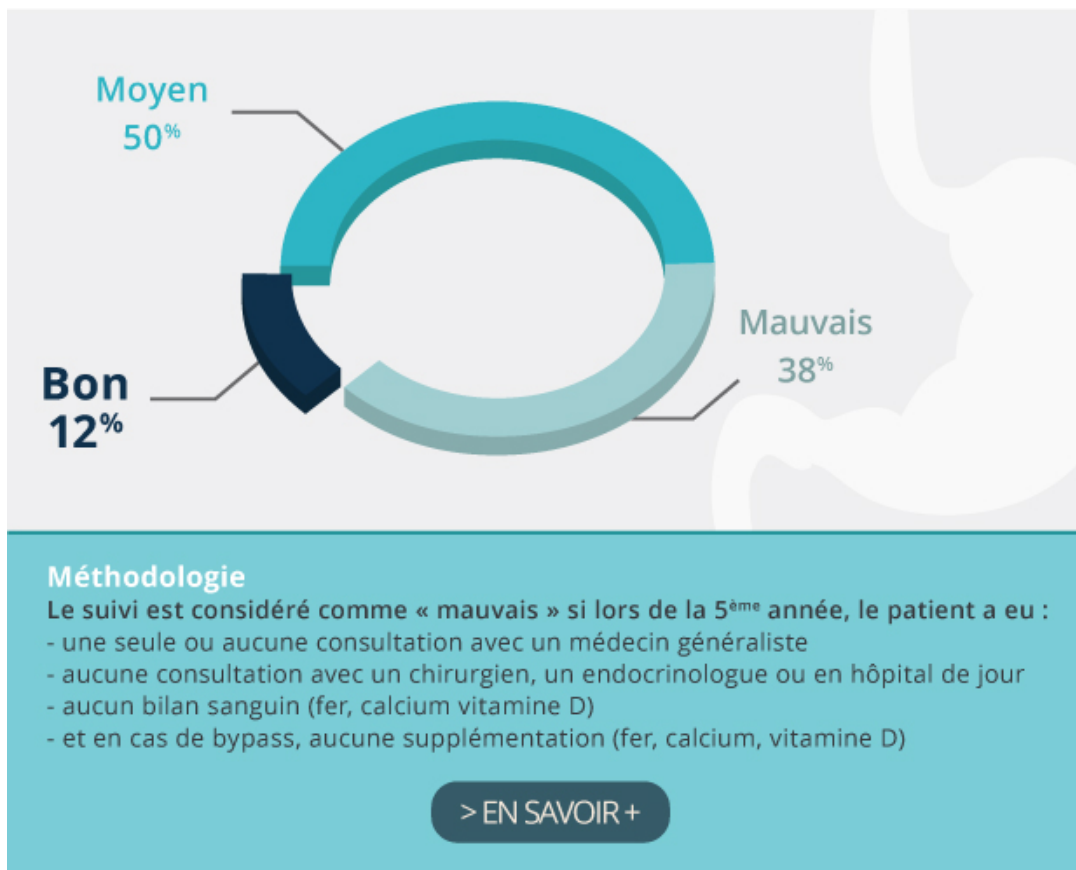 Moyen
50%
Mauvais
38%
Bon
12%
Méthodologie
Le suivi est considéré comme « mauvais » si lors de la 5ème année, le patient a eu :
- une seule ou aucune consultation avec un médecin généraliste
- aucune consultation avec un chirurgien, un endocrinologue ou en hôpital de jour
- aucun bilan sanguin (fer, calcium vitamine D)
- et en cas de bypass, aucune supplémentation (fer, calcium, vitamine D)
> EN SAVOIR +